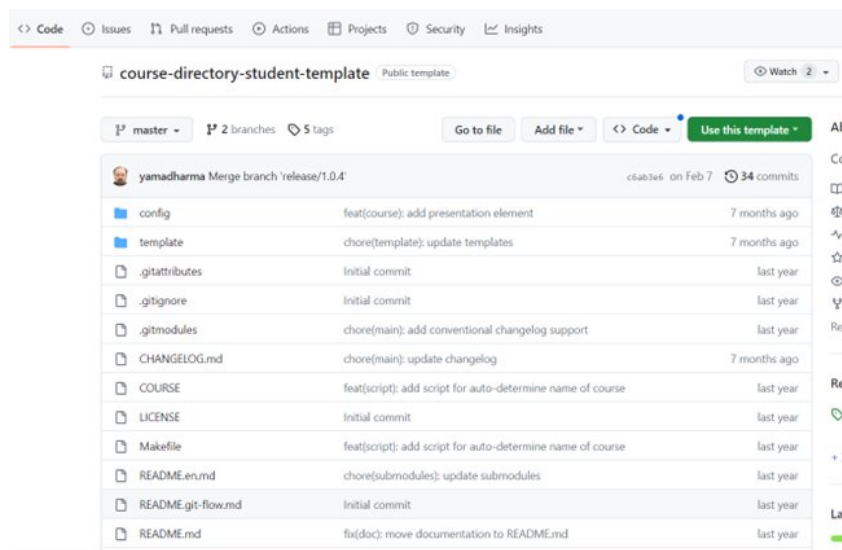 <> Code Issues Pull requests Actions Projects Security Insights
course-directory-student-template Public template Watch 2
master 2 branches 5 tags Go to file Add file <> Code Use this template
yamadharma Merge branch 'release/1.0.4' c6ab3e6 on Feb 7 34 commits
config feat(course): add presentation element 7 months ago
template chore(template): update templates 7 months ago
.gitattributes Initial commit last year
.gitignore Initial commit last year
.gitmodules chore(main): add conventional changelog support last year
CHANGELOG.md chore(main): update changelog 7 months ago
COURSE feat(script): add script for auto-determine name of course last year
LICENSE Initial commit last year
Makefile feat(script): add script for auto-determine name of course last year
README.en.md chore(submodules): update submodules last year
README.git-flow.md Initial commit last year
README.md fix(doc): move documentation to README.md last year